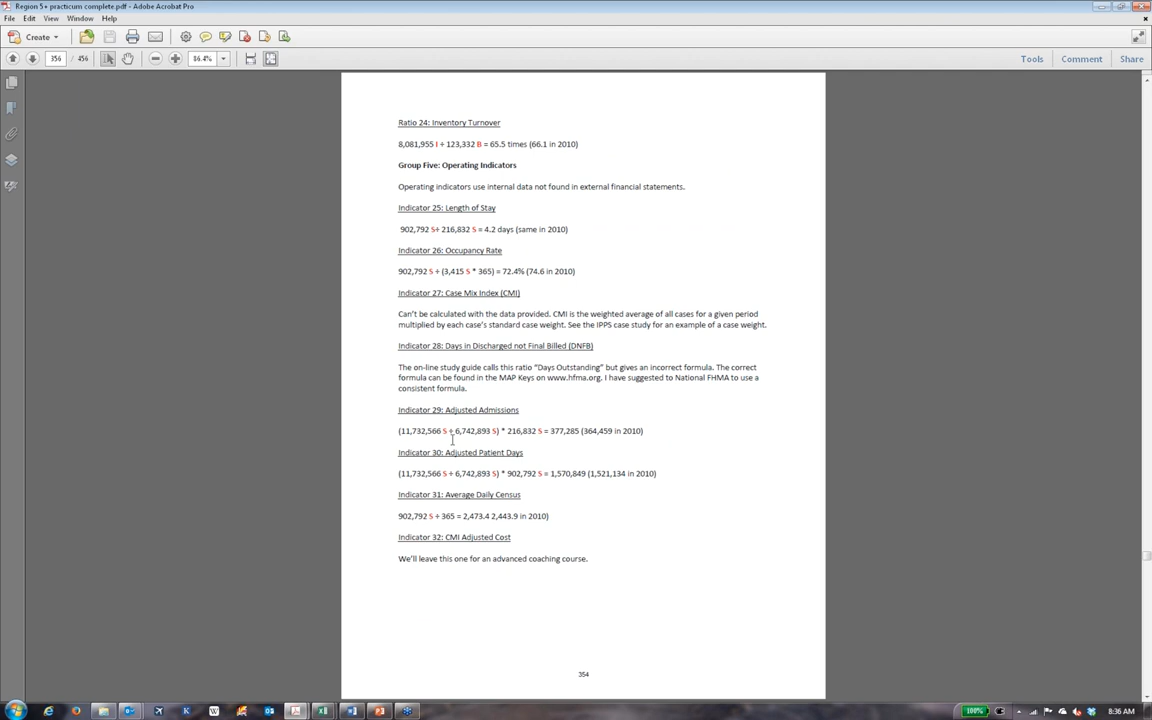 Region 5+ practicum complete.pdf - Adobe Acrobat Pro
File Edit View Window Help
Create
356 / 456 86.4% Tools Comment Share
Ratio 24: Inventory Turnover
8,081,955 I ÷ 123,332 B = 65.5 times (66.1 in 2010)
Group Five: Operating Indicators
Operating indicators use internal data not found in external financial statements.
Indicator 25: Length of Stay
902,792 S÷ 216,832 S = 4.2 days (same in 2010)
Indicator 26: Occupancy Rate
902,792 S ÷ (3,415 S * 365) = 72.4% (74.6 in 2010)
Indicator 27: Case Mix Index (CMI)
Can't be calculated with the data provided. CMI is the weighted average of all cases for a given period
multiplied by each case's standard case weight. See the IPPS case study for an example of a case weight.
Indicator 28: Days in Discharged not Final Billed (DNFB)
The on-line study guide calls this ratio "Days Outstanding" but gives an incorrect formula. The correct
formula can be found in the MAP Keys on www.hfma.org. I have suggested to National FHMA to use a
consistent formula.
Indicator 29: Adjusted Admissions
(11,732,566 S ÷ 6,742,893 S) * 216,832 S = 377,285 (364,459 in 2010)
Indicator 30: Adjusted Patient Days
(11,732,566 S ÷ 6,742,893 S) * 902,792 S = 1,570,849 (1,521,134 in 2010)
Indicator 31: Average Daily Census
902,792 S ÷ 365 = 2,473.4 2,443.9 in 2010)
Indicator 32: CMI Adjusted Cost
We'll leave this one for an advanced coaching course.
354
100% 8:36 AM